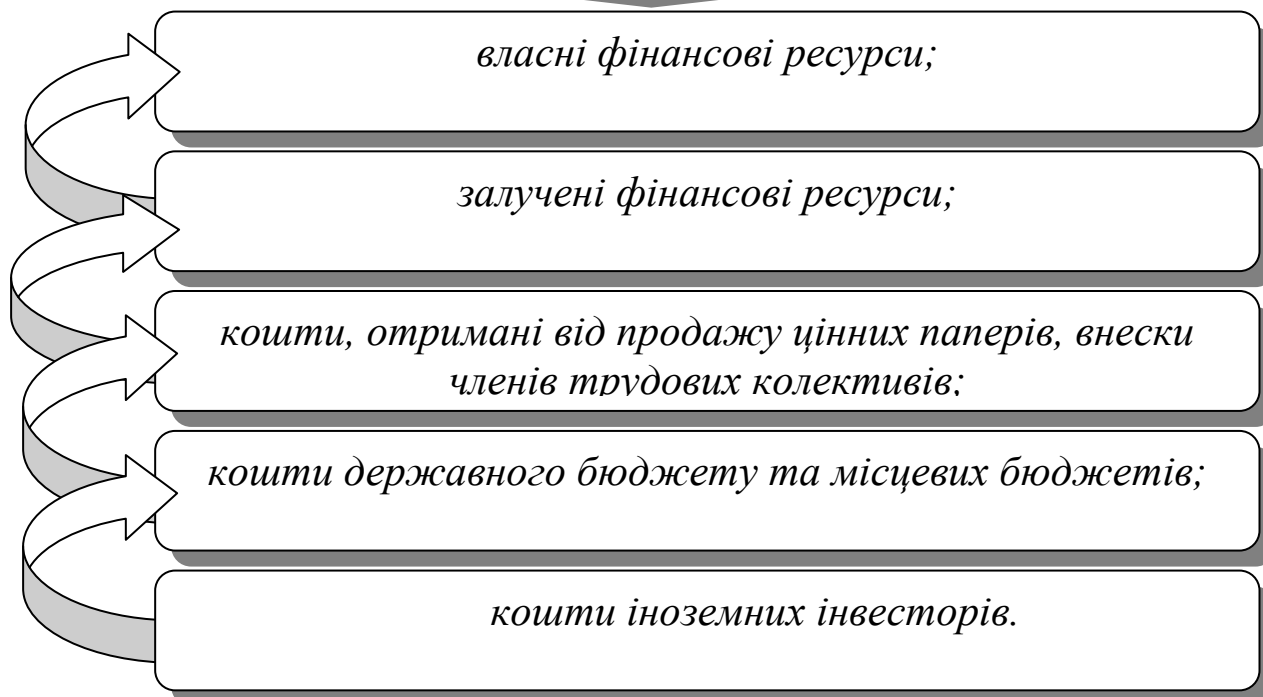 власні фінансові ресурси;
залучені фінансові ресурси;
кошти, отримані від продажу цінних паперів, внески
членів трудових колективів;
кошти державного бюджету та місцевих бюджетів;
кошти іноземних інвесторів.